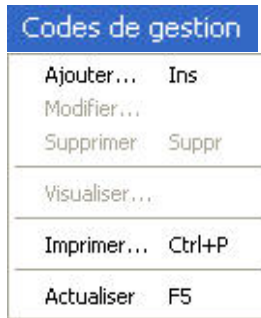 Codes de gestion
Ajouter... Ins
Modifier...
Supprimer Suppr
Visualiser...
Imprimer... Ctrl+P
Actualiser F5